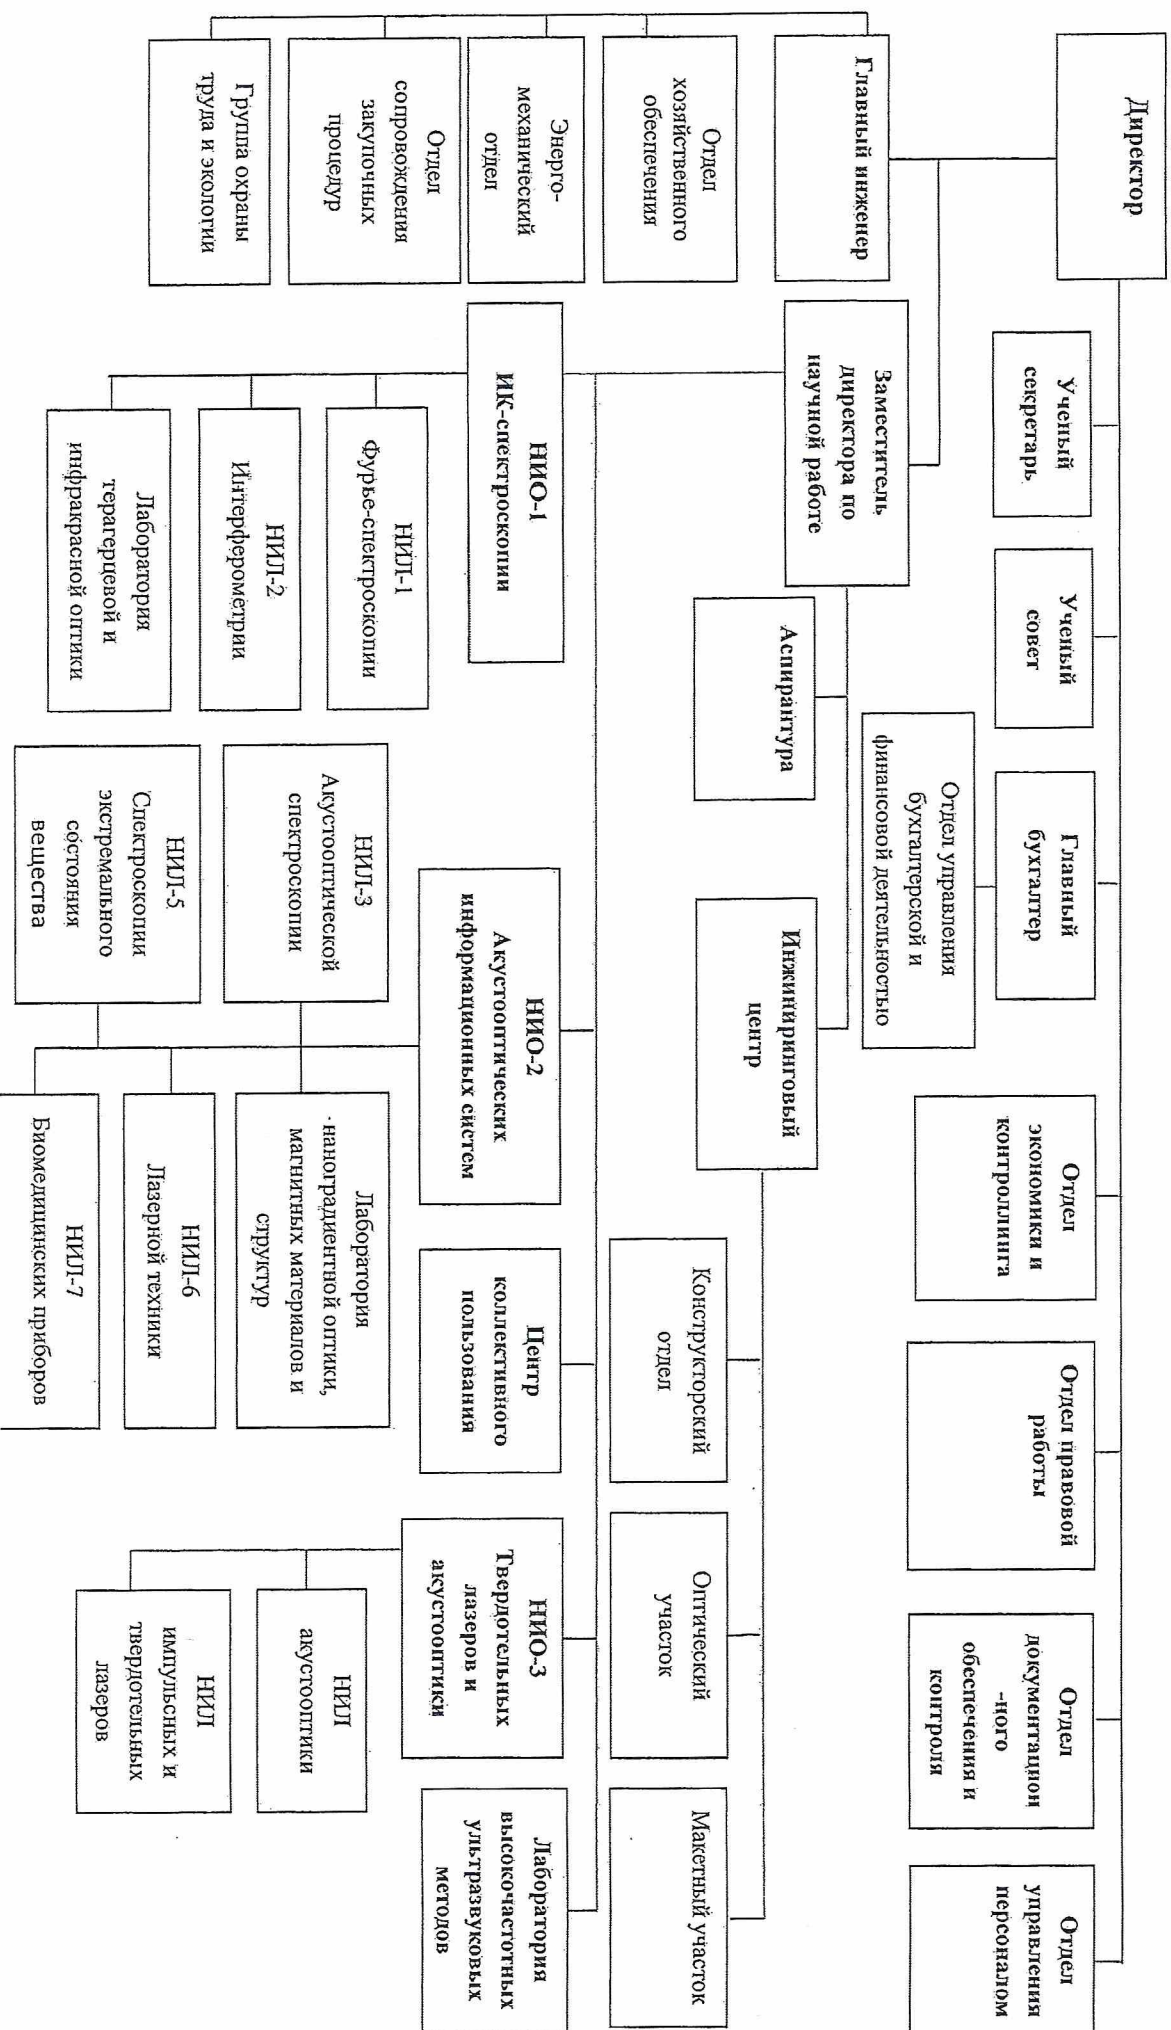 Директор
Ученый
секретарь
Ученый
совет
Главный
бухгалтер
Отдел управления
бухгалтерской и
финансовой деятельностью
Отдел
экономики и
контроллинга
Отдел правовой
работы
Отдел
документацион
-ного
обеспечения и
контроля
Отдел
управления
персоналом
Главный инженер
Отдел
хозяйственного
обеспечения
Энерго-
механический
отдел
Отдел
сопровождения
закупочных
процедур
Группа охраны
труда и экологии
Заместитель
директора по
научной работе
Аспирантура
Инжиниринговый
центр
Конструкторский
отдел
Оптический
участок
Макетный участок
НИО-1
ИК-спектроскопии
НИЛ-1
Фурье-спектроскопии
НИЛ-2
Интерферометрии
Лаборатория
терагерцевой и
инфракрасной оптики
НИО-2
Акустооптических
информационных систем
НИЛ-3
Акустооптической
спектроскопии
НИЛ-5
Спектроскопии
экстремального
состояния
вещества
Лаборатория
наноградиентной оптики,
магнитных материалов и
структур
НИЛ-6
Лазерной техники
НИЛ-7
Биомедицинских приборов
Центр
коллективного
пользования
НИО-3
Твердотельных
лазеров и
акустооптики
НИЛ
акустооптики
НИЛ
импульсных и
твердотельных
лазеров
Лаборатория
высокочастотных
ультразвуковых
методов